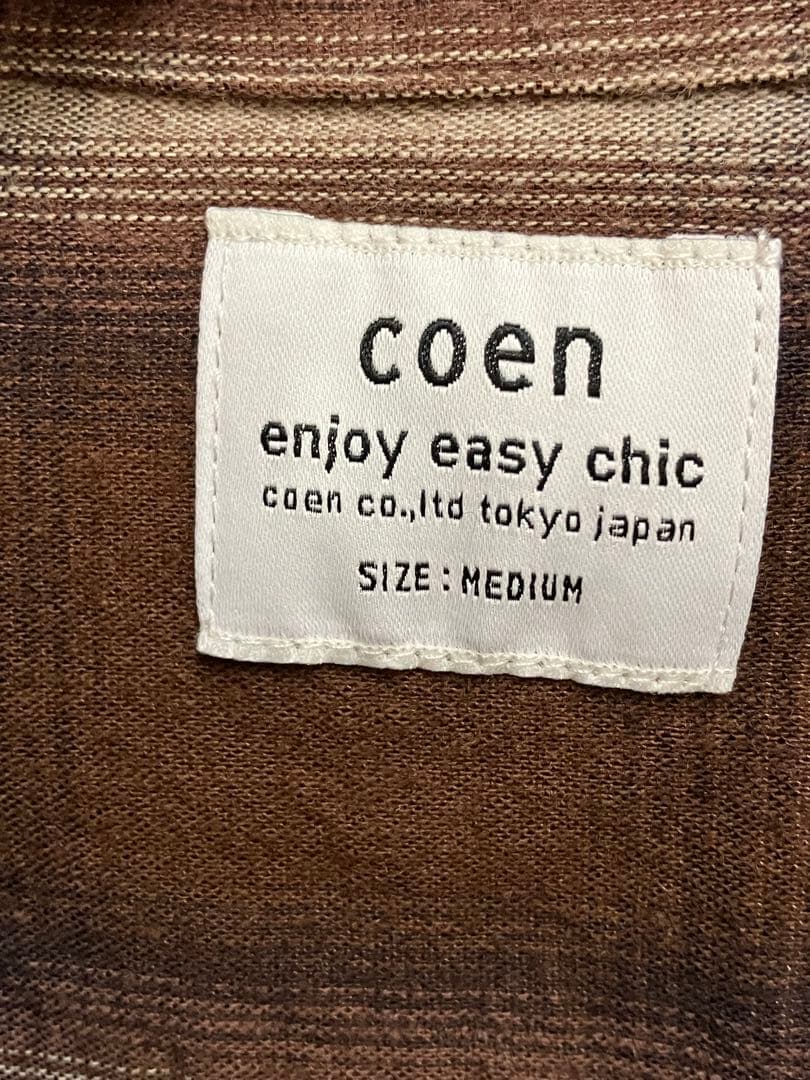 coen
enjoy easy chic
coen co.,ltd tokyo japan
SIZE : MEDIUM